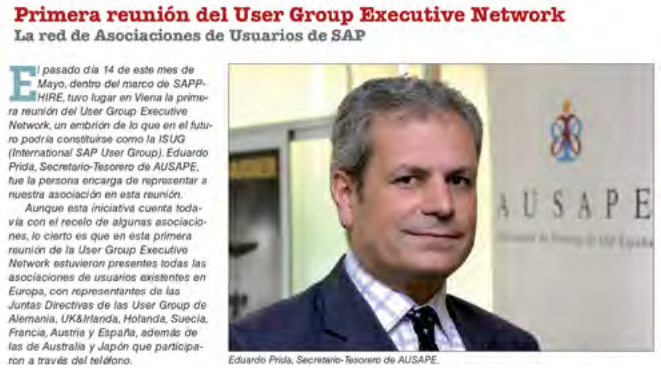 Primera reunión del User Group Executive Network
La red de Asociaciones de Usuarios de SAP
El pasado día 14 de este mes de
Mayo, dentro del marco de SAPP-
HIRE, tuvo lugar en Viena la prime-
ra reunión del User Group Executive
Network, un embrión de lo que en el futu-
ro podría constituirse como la ISUG
(International SAP User Group). Eduardo
Prida, Secretario-Tesorero de AUSAPE,
fue la persona encarga de representar a
nuestra asociación en esta reunión.
Aunque esta iniciativa cuenta toda-
vía con el recelo de algunas asociacio-
nes, lo cierto es que en esta primera
reunión de la User Group Executive
Network estuvieron presentes todas las
asociaciones de usuarios existentes en
Europa, con representantes de las
Juntas Directivas de las User Group de
Alemania, UK&Irlanda, Holanda, Suecia,
Francia, Austria y España, además de
las de Australia y Japón que participa-
ron a través del teléfono.
AUSAPE
de SAP España
Eduardo Prida, Secretario-Tesorero de AUSAPE.